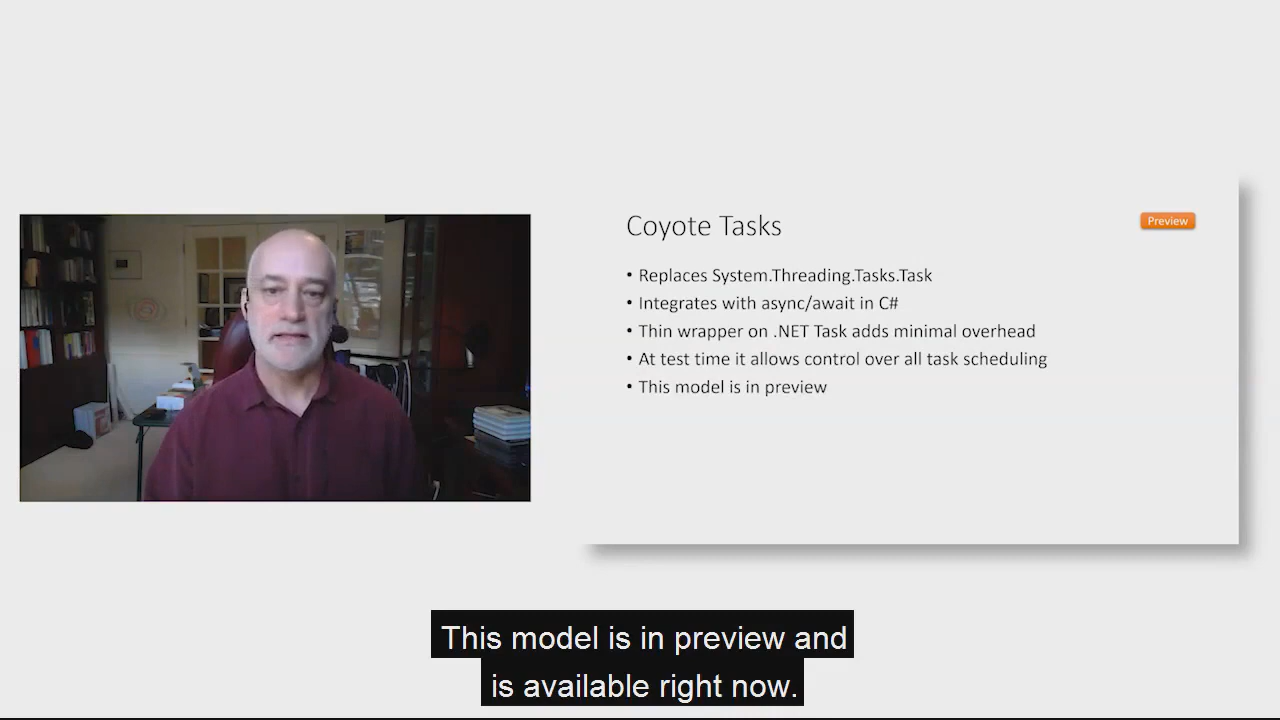 Coyote Tasks
Preview
• Replaces System.Threading.Tasks.Task
• Integrates with async/await in C#
• Thin wrapper on .NET Task adds minimal overhead
• At test time it allows control over all task scheduling
• This model is in preview
This model is in preview and
is available right now.